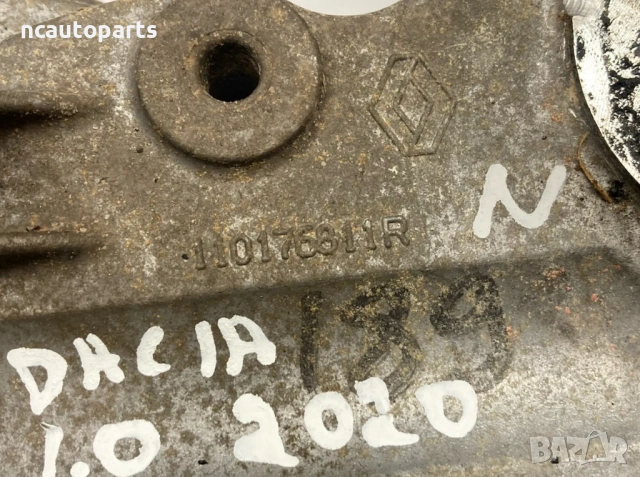 ncautoparts
N
110176811R
139
DACIA
1.0 2020
BAZAR